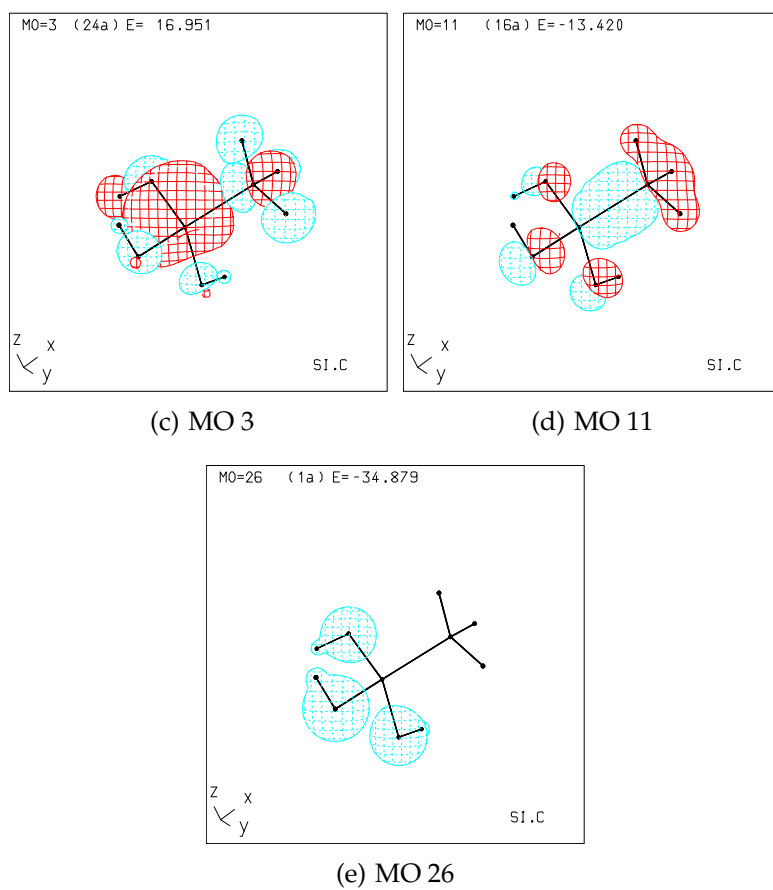 MO=3 (24a) E= 16.951
MO=11 (16a) E=-13.420
z
x
y
SI.C
z
x
y
SI.C
(c) MO 3
(d) MO 11
MO=26 (1a) E=-34.879
z
x
y
SI.C
(e) MO 26